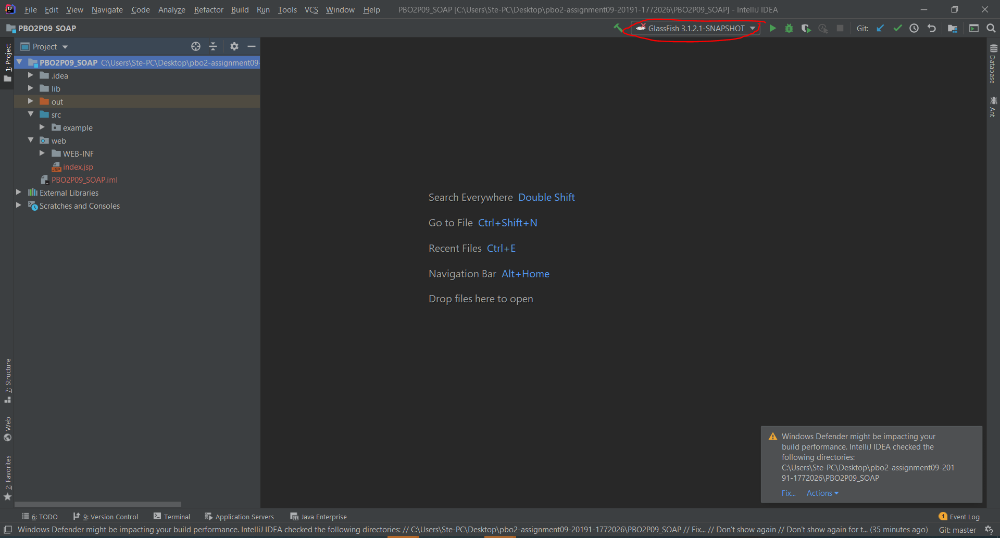 File Edit View Navigate Code Analyze Refactor Build Run Tools VCS Window Help PBO2P09_SOAP [C:\Users\Ste-PC\Desktop\pbo2-assignment09-20191-1772026\PBO2P09_SOAP] - IntelliJ IDEA
PBO2P09_SOAP GlassFish 3.1.2.1-SNAPSHOT Git:
Project
1: Project
PBO2P09_SOAP C:\Users\Ste-PC\Desktop\pbo2-assignment09-
.idea
lib
out
src
example
web
WEB-INF
JSP index.jsp
PBO2P09_SOAP.iml
External Libraries
Scratches and Consoles
7: Structure
Web
2: Favorites
Search Everywhere Double Shift
Go to File Ctrl+Shift+N
Recent Files Ctrl+E
Navigation Bar Alt+Home
Drop files here to open
Database
Ant
Windows Defender might be impacting your
build performance. IntelliJ IDEA checked the
following directories:
C:\Users\Ste-PC\Desktop\pbo2-assignment09-201
91-1772026\PBO2P09_SOAP
Fix... Actions
6: TODO 9: Version Control Terminal Application Servers Java Enterprise 1 Event Log
Windows Defender might be impacting your build performance. IntelliJ IDEA checked the following directories: // C:\Users\Ste-PC\Desktop\pbo2-assignment09-20191-1772026\PBO2P09_SOAP // Fix... // Don't show again // Don't show again for t... (35 minutes ago) Git: master